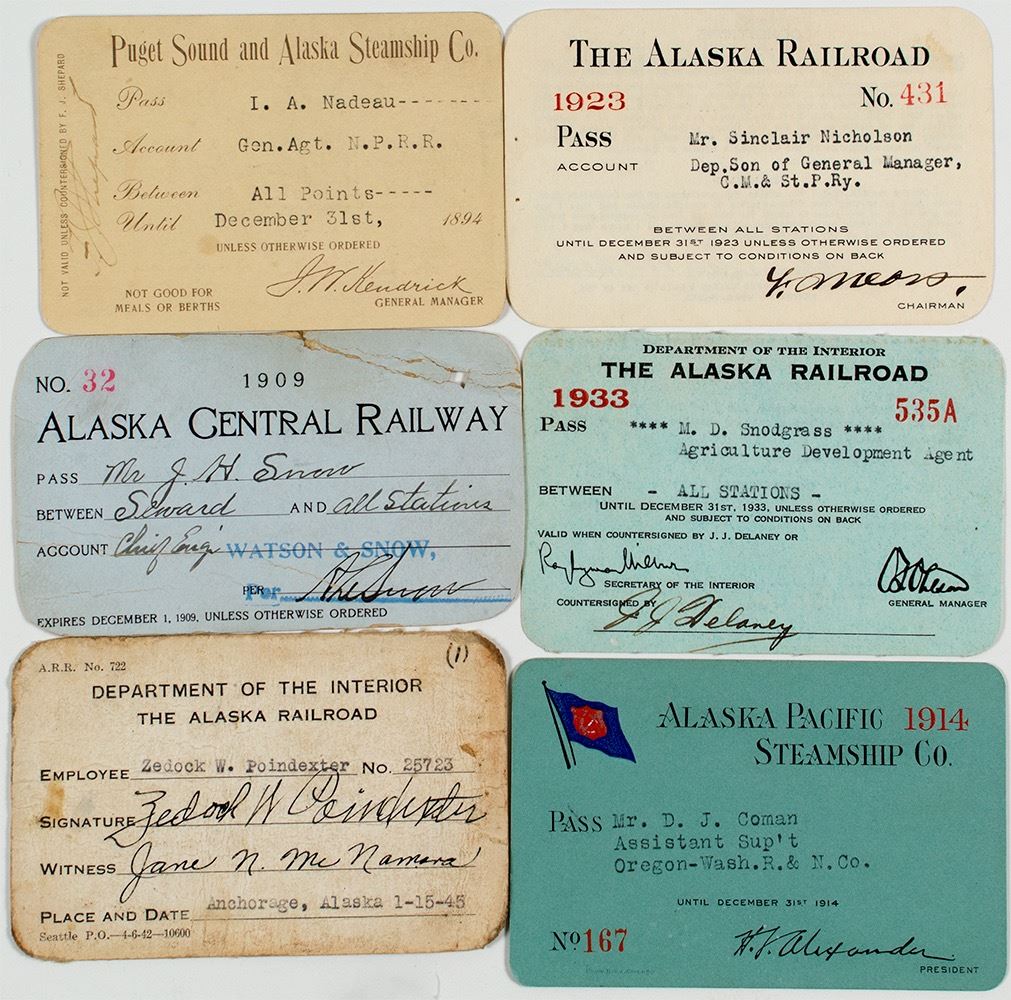 Puget Sound and Alaska Steamship Co.
NOT VALID UNLESS COUNTERSIGNED BY F. J. SHEPARD
Pass I. A. Nadeau--------
Account Gen.Agt. N.P.R.R.
Between All Points-----
Until December 31st, 1894
UNLESS OTHERWISE ORDERED
J.W. Kendrick
NOT GOOD FOR
MEALS OR BERTHS
GENERAL MANAGER
THE ALASKA RAILROAD
1923 No. 431
PASS Mr. Sinclair Nicholson
ACCOUNT Dep.Son of General Manager,
C.M.& St.P.Ry.
BETWEEN ALL STATIONS
UNTIL DECEMBER 31ST 1923 UNLESS OTHERWISE ORDERED
AND SUBJECT TO CONDITIONS ON BACK
CHAIRMAN
NO. 32 1909
ALASKA CENTRAL RAILWAY
PASS Mr J. H. Snow
BETWEEN Seward AND all stations
ACCOUNT Chief Eng. WATSON & SNOW,
PER For Snow
EXPIRES DECEMBER 1, 1909, UNLESS OTHERWISE ORDERED
DEPARTMENT OF THE INTERIOR
THE ALASKA RAILROAD
1933 535A
PASS **** M. D. Snodgrass ****
Agriculture Development Agent
BETWEEN - ALL STATIONS -
UNTIL DECEMBER 31ST, 1933, UNLESS OTHERWISE ORDERED
AND SUBJECT TO CONDITIONS ON BACK
VALID WHEN COUNTERSIGNED BY J. J. DELANEY OR
Ray Lyman Wilbur
SECRETARY OF THE INTERIOR
GENERAL MANAGER
COUNTERSIGNED BY J J Delaney
A.R.R. No. 722 (1)
DEPARTMENT OF THE INTERIOR
THE ALASKA RAILROAD
EMPLOYEE Zedock W. Poindexter No. 25723
SIGNATURE Zedock W Poindexter
WITNESS Jane N. McNamara
PLACE AND DATE Anchorage, Alaska 1-15-45
Seattle P.O.—4-6-42—10600
ALASKA PACIFIC 1914
STEAMSHIP CO.
PASS Mr. D. J. Coman
Assistant Sup't
Oregon-Wash.R.& N.Co.
UNTIL DECEMBER 31ST 1914
No 167 H.F. Alexander
PRESIDENT